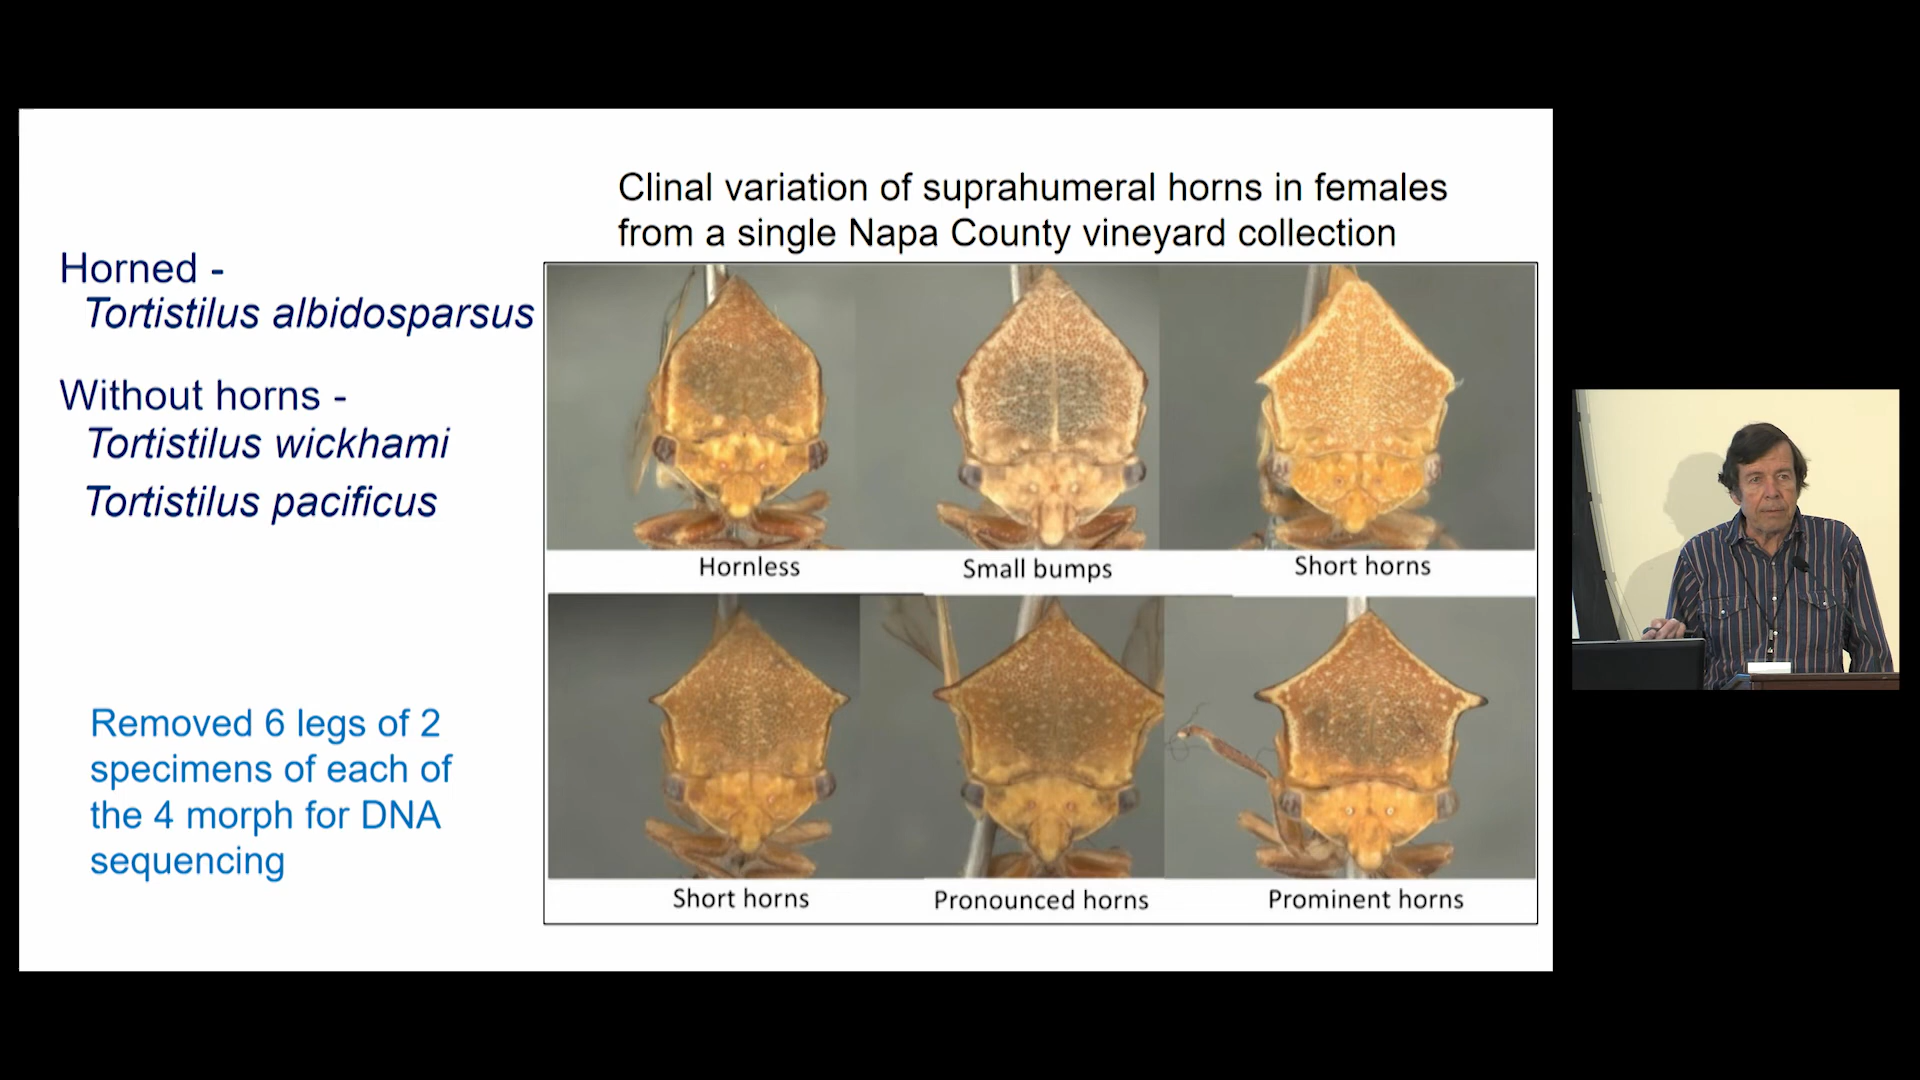 Clinal variation of suprahumeral horns in females
from a single Napa County vineyard collection
Horned -
Tortistilus albidosparsus
Without horns -
Tortistilus wickhami
Tortistilus pacificus
Removed 6 legs of 2
specimens of each of
the 4 morph for DNA
sequencing
Hornless
Small bumps
Short horns
Short horns
Pronounced horns
Prominent horns